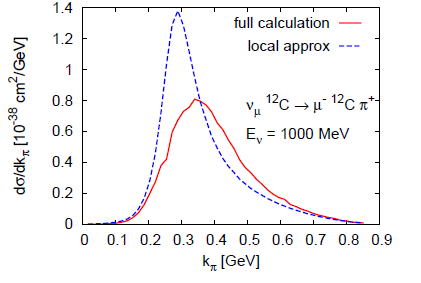 full calculation
local approx
ν_μ ¹²C → μ⁻ ¹²C π⁺
E_ν = 1000 MeV
dσ/dk_π [10⁻³⁸ cm²/GeV]
1.4
1.2
1
0.8
0.6
0.4
0.2
0
0 0.1 0.2 0.3 0.4 0.5 0.6 0.7 0.8 0.9
k_π [GeV]